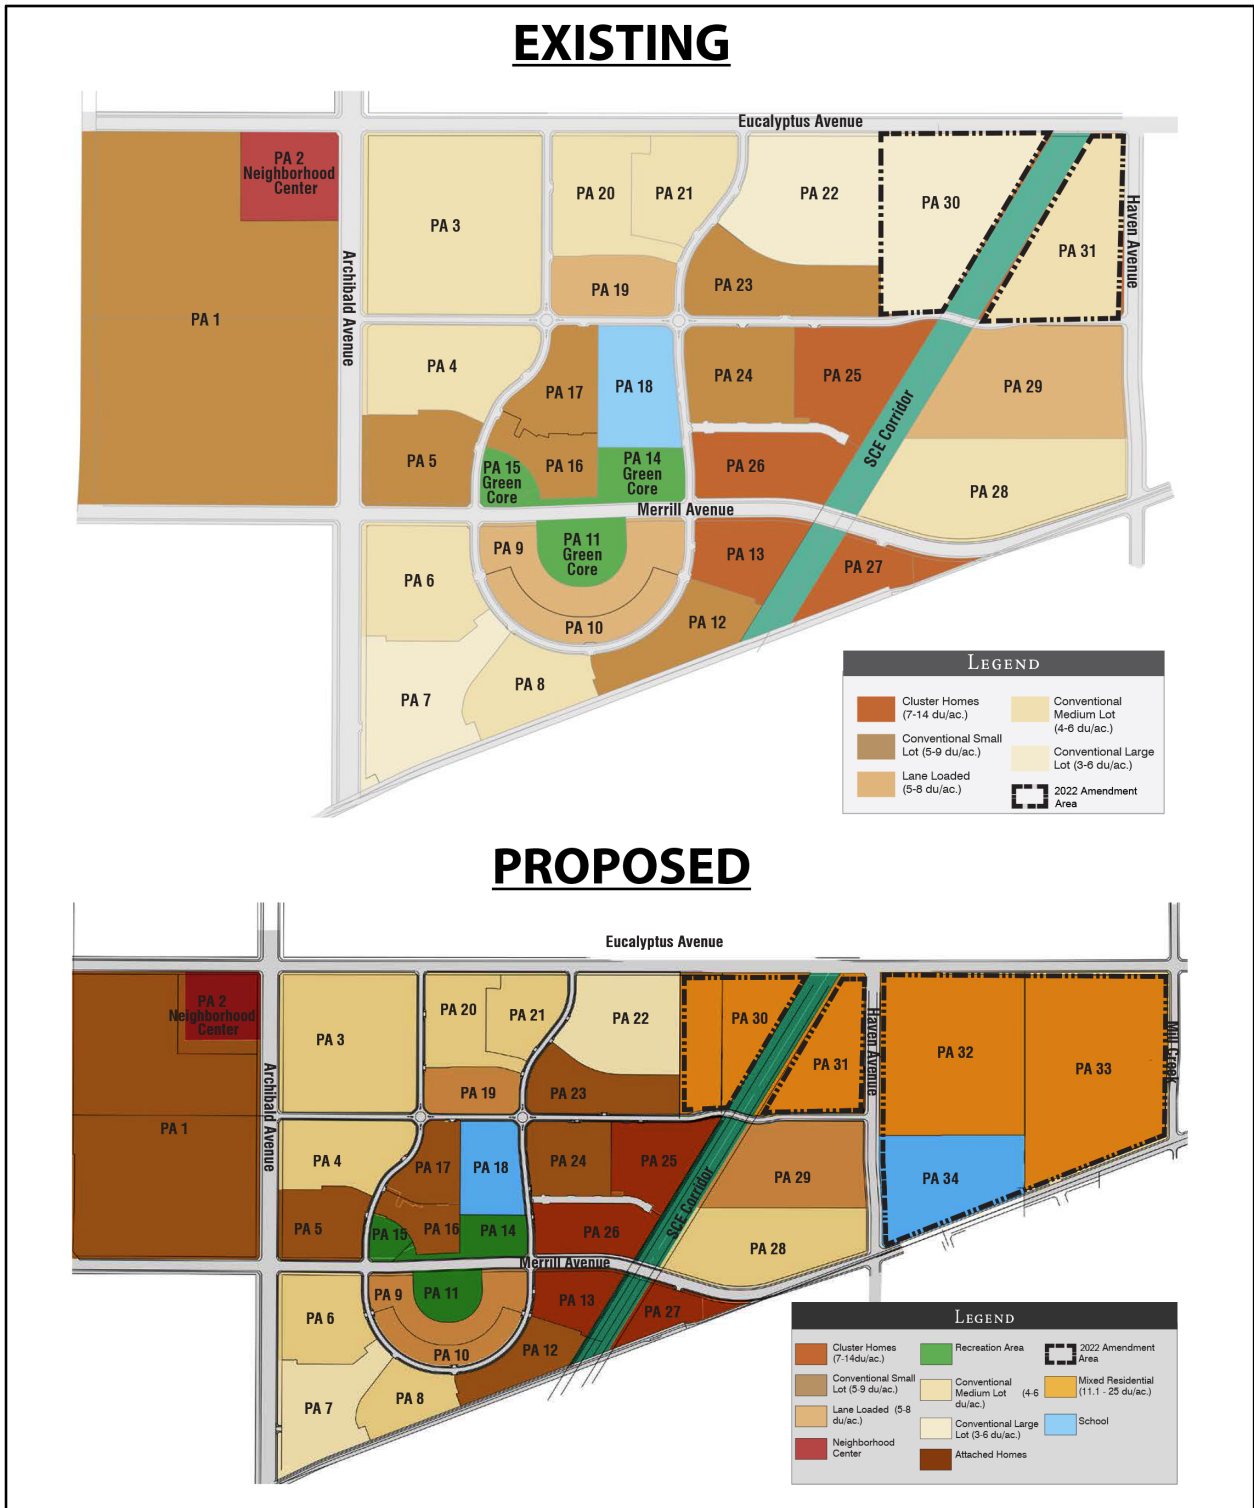 EXISTING
Eucalyptus Avenue
PA 2
Neighborhood
Center
PA 20
PA 21
PA 22
PA 30
Haven Avenue
PA 3
PA 31
Archibald Avenue
PA 19
PA 23
PA 1
PA 4
PA 17
PA 18
PA 24
PA 25
PA 29
SCE Corridor
PA 5
PA 15
Green
Core
PA 16
PA 14
Green
Core
PA 26
PA 28
Merrill Avenue
PA 9
PA 11
Green
Core
PA 13
PA 27
PA 6
PA 10
PA 12
PA 7
PA 8
LEGEND
Cluster Homes
(7-14 du/ac.)
Conventional Small
Lot (5-9 du/ac.)
Lane Loaded
(5-8 du/ac.)
Conventional
Medium Lot
(4-6 du/ac.)
Conventional Large
Lot (3-6 du/ac.)
2022 Amendment
Area
PROPOSED
Eucalyptus Avenue
PA 2
Neighborhood
Center
PA 20
PA 21
PA 22
PA 30
Haven Avenue
PA 3
PA 31
PA 32
PA 33
Mill Creek
Archibald Avenue
PA 19
PA 23
PA 1
PA 4
PA 17
PA 18
PA 24
PA 25
PA 29
PA 34
SCE Corridor
PA 5
PA 15
PA 16
PA 14
PA 26
PA 28
Merrill Avenue
PA 9
PA 11
PA 13
PA 27
PA 6
PA 10
PA 12
PA 7
PA 8
LEGEND
Cluster Homes
(7-14du/ac.)
Conventional Small
Lot (5-9 du/ac.)
Lane Loaded (5-8
du/ac.)
Neighborhood
Center
Recreation Area
Conventional
Medium Lot (4-6
du/ac.)
Conventional Large
Lot (3-6 du/ac.)
Attached Homes
2022 Amendment
Area
Mixed Residential
(11.1 - 25 du/ac.)
School